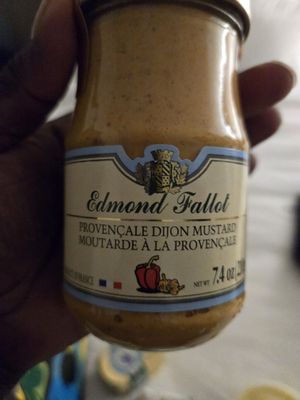 Edmond Fallot
PROVENÇALE DIJON MUSTARD
MOUTARDE À LA PROVENÇALE
NET WT 7.4 oz